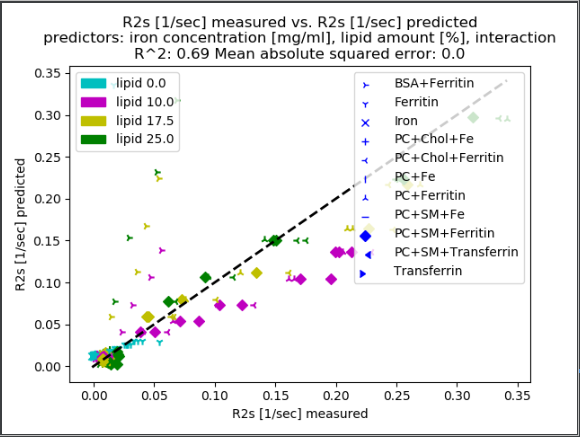 R2s [1/sec] measured vs. R2s [1/sec] predicted
predictors: iron concentration [mg/ml], lipid amount [%], interaction
R^2: 0.69 Mean absolute squared error: 0.0
R2s [1/sec] predicted
0.35
0.30
0.25
0.20
0.15
0.10
0.05
0.00
lipid 0.0
lipid 10.0
lipid 17.5
lipid 25.0
BSA+Ferritin
Ferritin
Iron
PC+Chol+Fe
PC+Chol+Ferritin
PC+Fe
PC+Ferritin
PC+SM+Fe
PC+SM+Ferritin
PC+SM+Transferrin
Transferrin
0.00 0.05 0.10 0.15 0.20 0.25 0.30 0.35
R2s [1/sec] measured